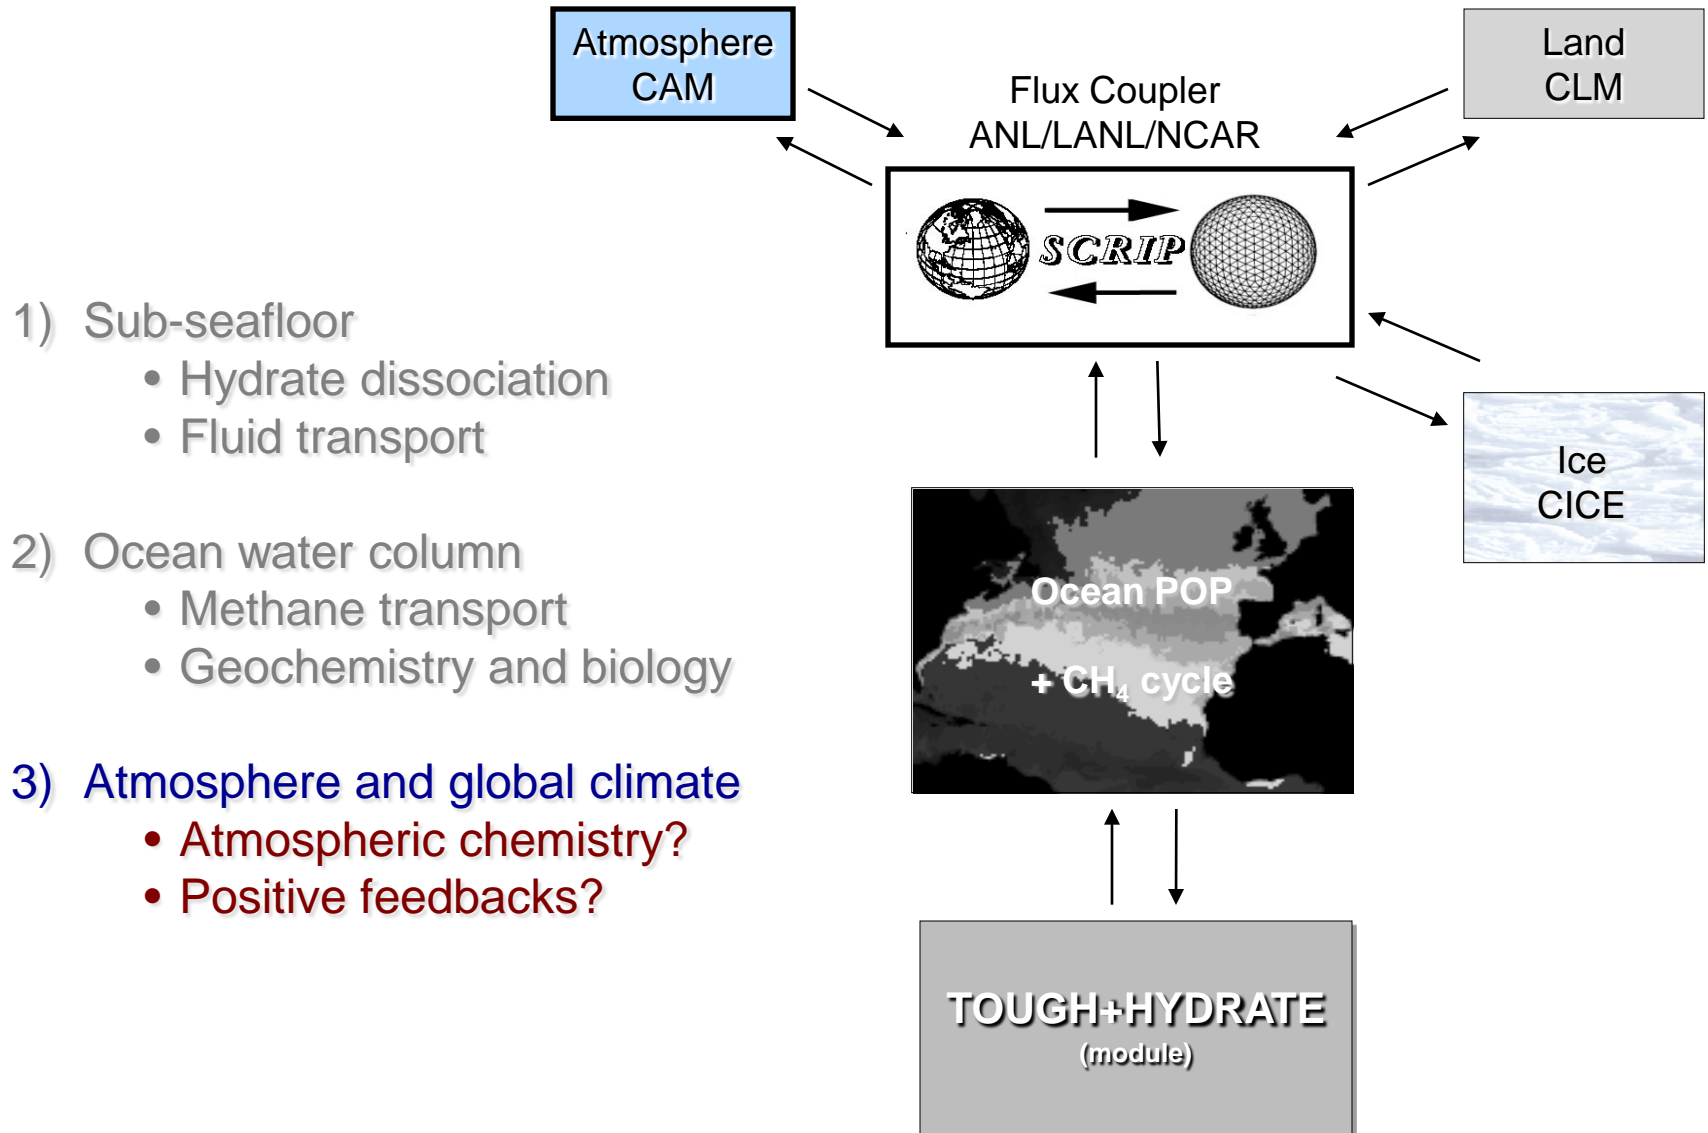 Atmosphere
CAM
Land
CLM
Flux Coupler
ANL/LANL/NCAR
SCRIP
1) Sub-seafloor
• Hydrate dissociation
• Fluid transport
2) Ocean water column
• Methane transport
• Geochemistry and biology
3) Atmosphere and global climate
• Atmospheric chemistry?
• Positive feedbacks?
Ice
CICE
Ocean POP
+ CH₄ cycle
TOUGH+HYDRATE
(module)